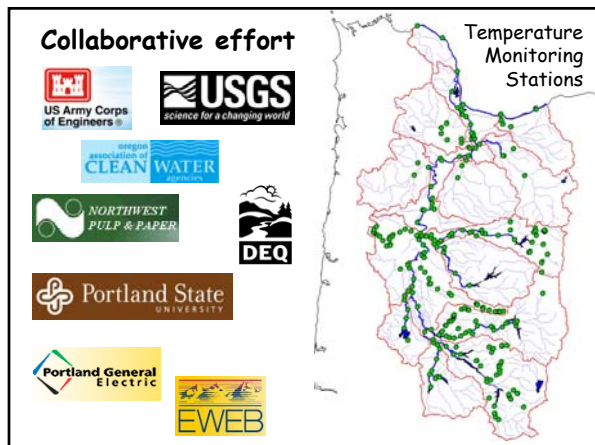 Collaborative effort
US Army Corps
of Engineers®
USGS
science for a changing world
oregon
association of
CLEAN WATER
agencies
NORTHWEST
PULP & PAPER
DEQ
Portland State
UNIVERSITY
Portland General
Electric
EWEB
Temperature
Monitoring
Stations